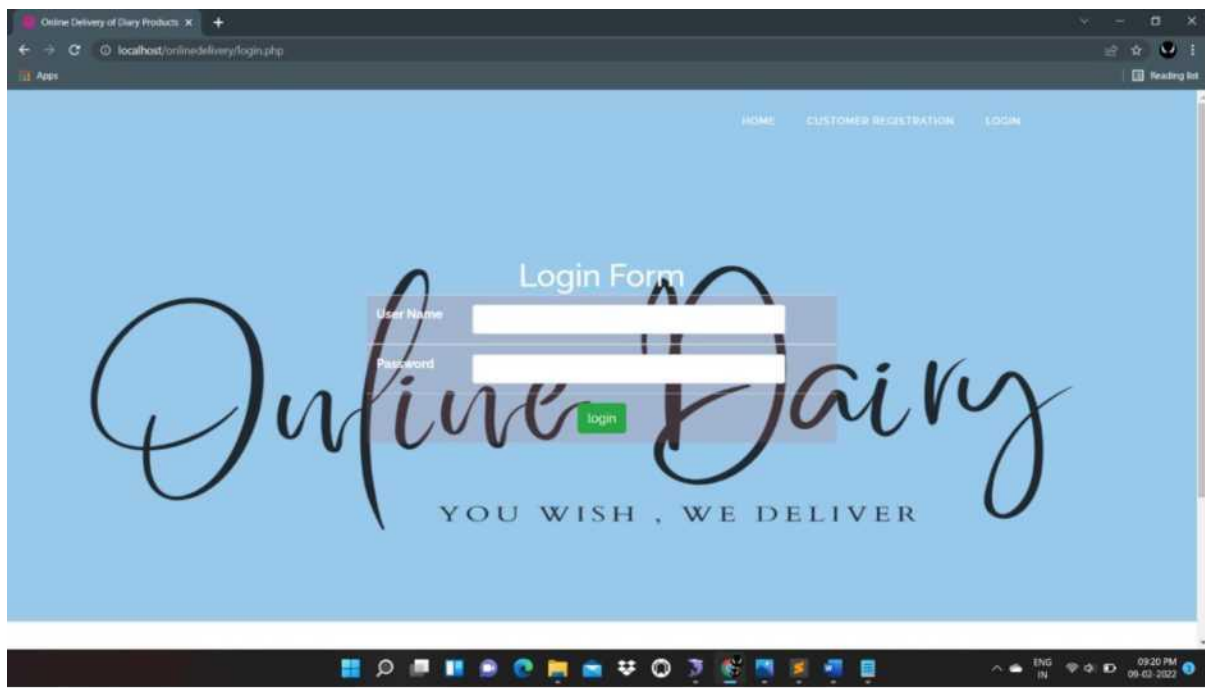 Online Delivery of Diary Products
localhost/onlinedelivery/login.php
Apps
Reading list
HOME CUSTOMER REGISTRATION LOGIN
Login Form
User Name
Password
login
Online Dairy
YOU WISH , WE DELIVER
ENG
IN
09:20 PM
09-02-2022
3